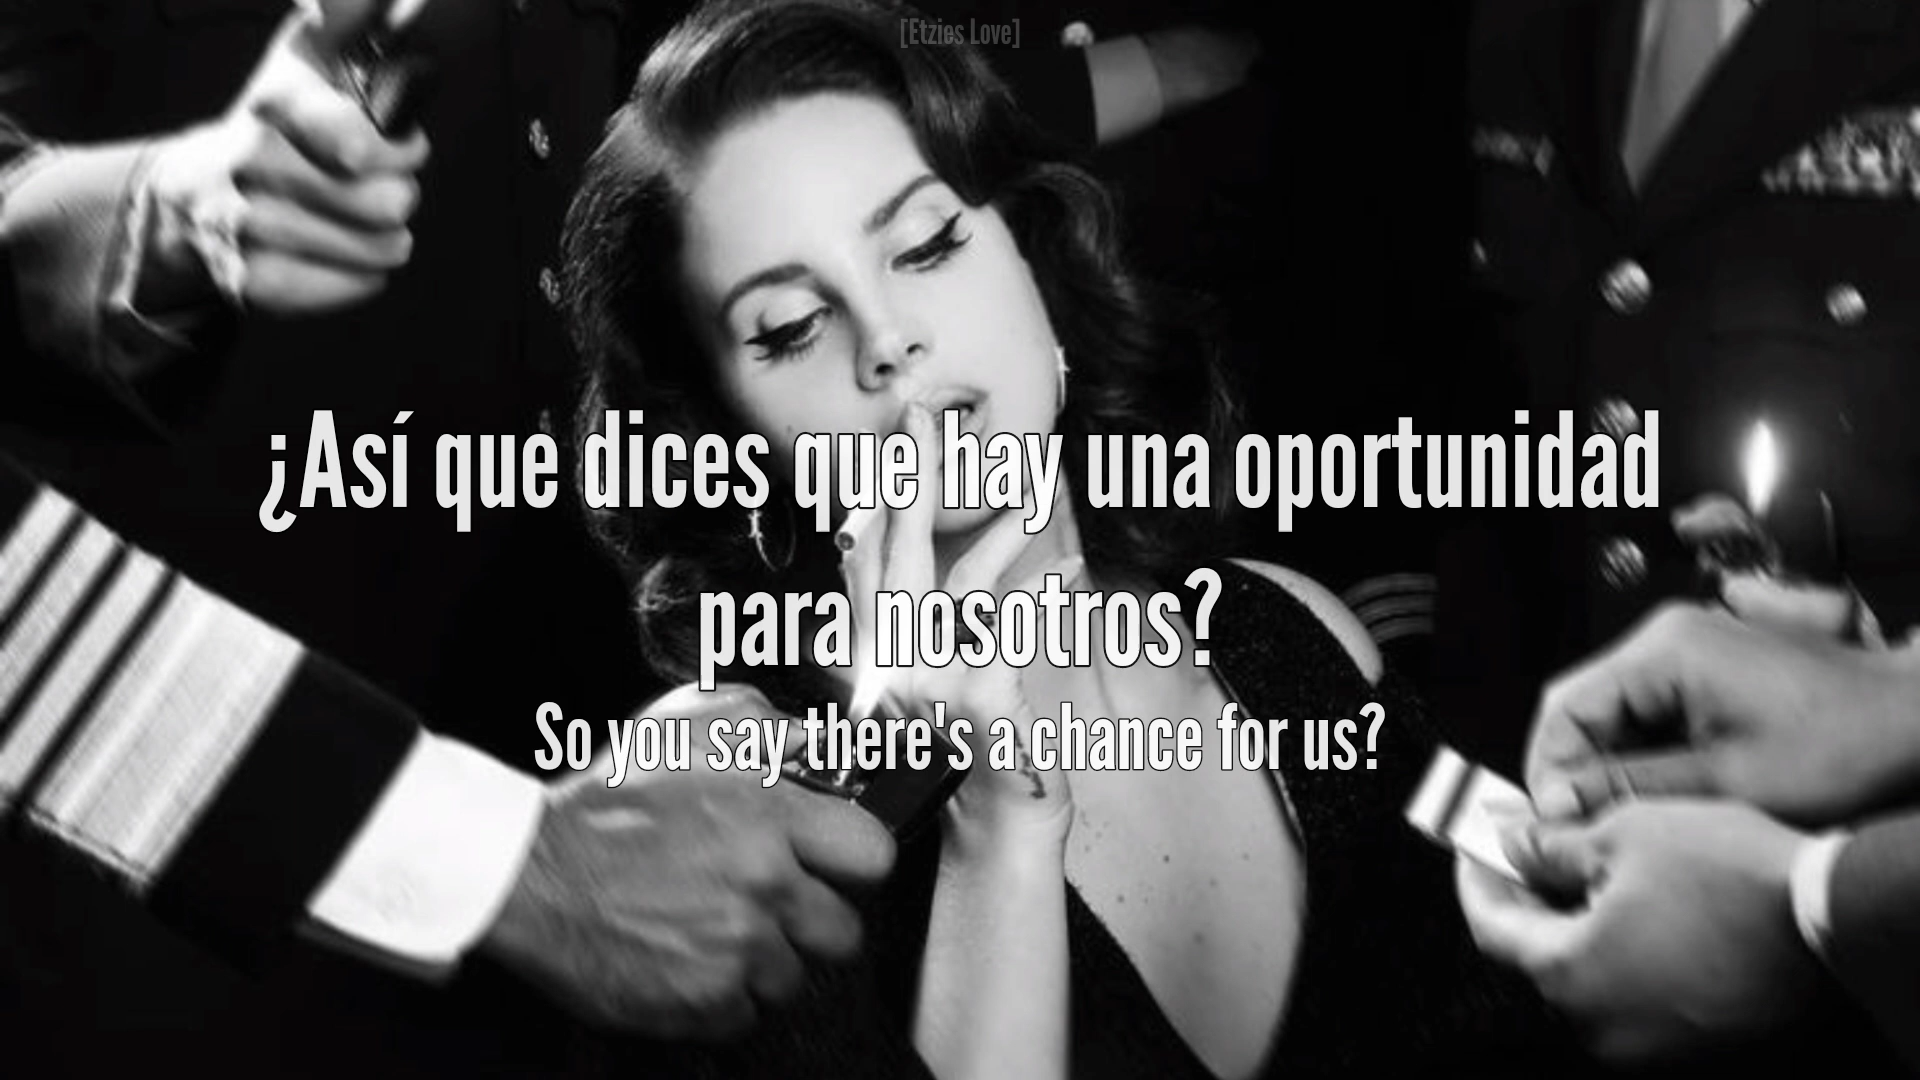 [Etzies Love]
¿Así que dices que hay una oportunidad
para nosotros?
So you say there's a chance for us?